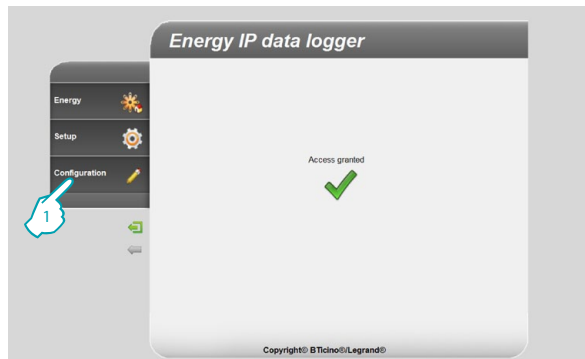 Energy IP data logger
Energy
Setup
Configuration
1
Access granted
Copyright© BTicino®/Legrand®